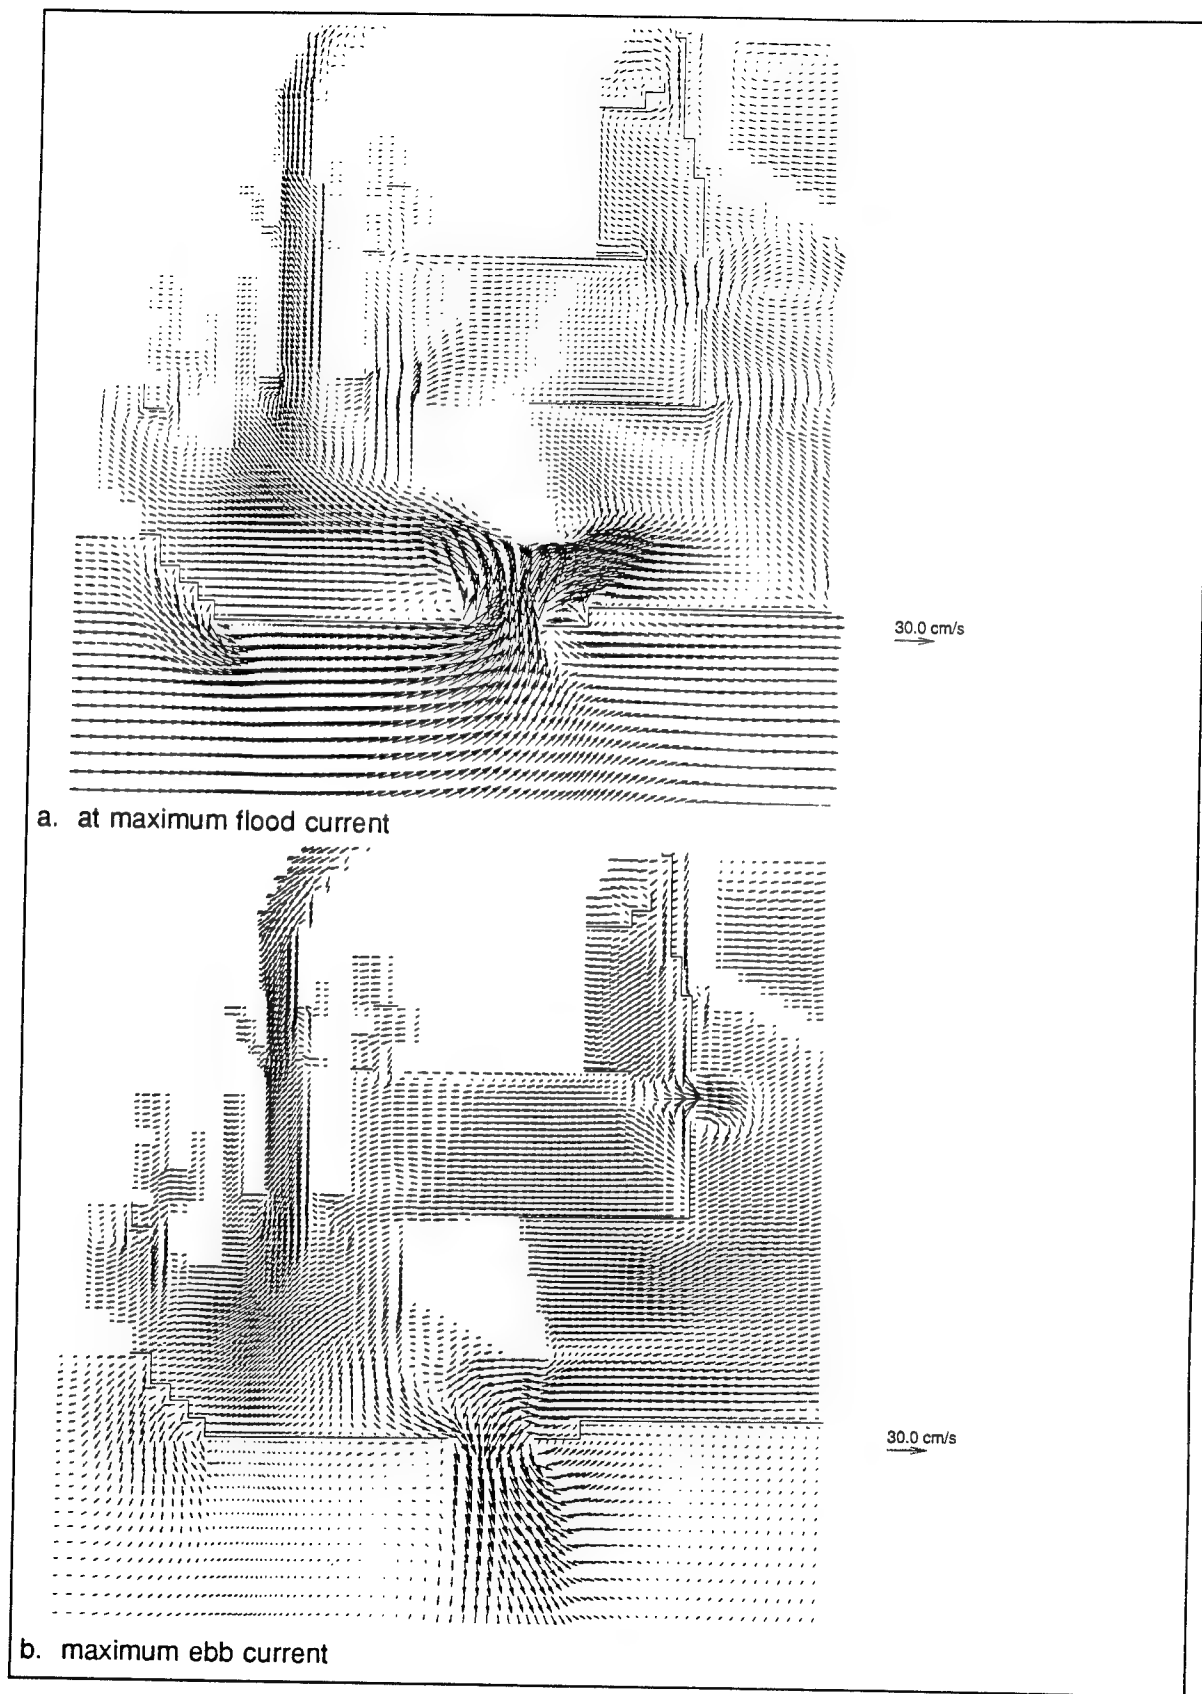 30.0 cm/s
a. at maximum flood current
30.0 cm/s
b. maximum ebb current